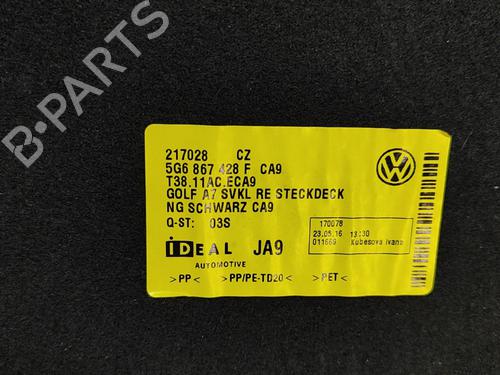 217028 CZ
5G6 867 428 F CA9
T38.11AC.ECA9
GOLF A7 SVKL RE STECKDECK
NG SCHWARZ CA9
Q-ST: 03S
iDEAL JA9
AUTOMOTIVE
170078
23.05.16 13:30
011669 Kubesova Ivana
>PP< >PP/PE-TD20< >PET<
B-PARTS